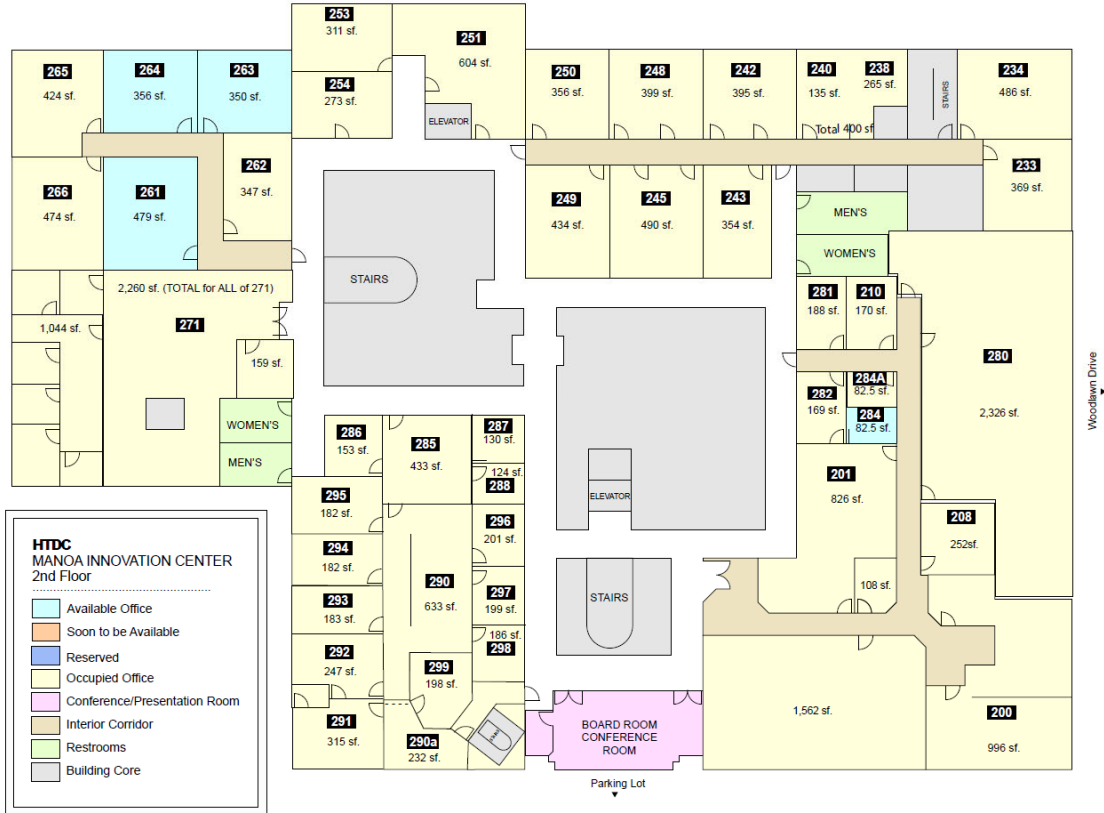 253
311 sf.
251
604 sf.
254
273 sf.
ELEVATOR
265
424 sf.
264
356 sf.
263
350 sf.
250
356 sf.
248
399 sf.
242
395 sf.
240
135 sf.
238
265 sf.
Total 400 sf
STAIRS
234
486 sf.
266
474 sf.
261
479 sf.
262
347 sf.
249
434 sf.
245
490 sf.
243
354 sf.
233
369 sf.
MEN'S
WOMEN'S
STAIRS
2,260 sf. (TOTAL for ALL of 271)
271
1,044 sf.
159 sf.
WOMEN'S
MEN'S
281
188 sf.
210
170 sf.
280
2,326 sf.
Woodlawn Drive
282
169 sf.
284A
82.5 sf.
284
82.5 sf.
286
153 sf.
285
433 sf.
287
130 sf.
124 sf.
288
ELEVATOR
201
826 sf.
295
182 sf.
296
201 sf.
208
252sf.
294
182 sf.
290
633 sf.
297
199 sf.
STAIRS
108 sf.
293
183 sf.
186 sf.
298
292
247 sf.
299
198 sf.
291
315 sf.
290a
232 sf.
BOARD ROOM
CONFERENCE
ROOM
1,562 sf.
200
996 sf.
Parking Lot
HTDC
MANOA INNOVATION CENTER
2nd Floor
Available Office
Soon to be Available
Reserved
Occupied Office
Conference/Presentation Room
Interior Corridor
Restrooms
Building Core